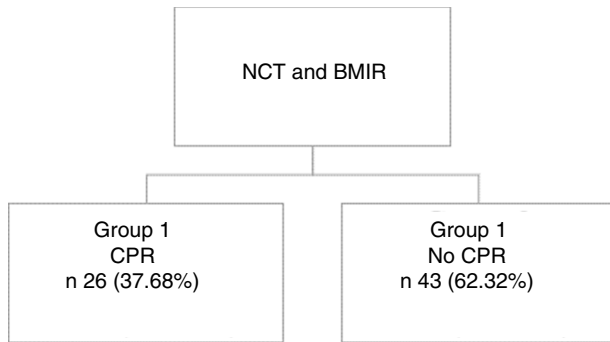 NCT and BMIR
Group 1
CPR
n 26 (37.68%)
Group 1
No CPR
n 43 (62.32%)